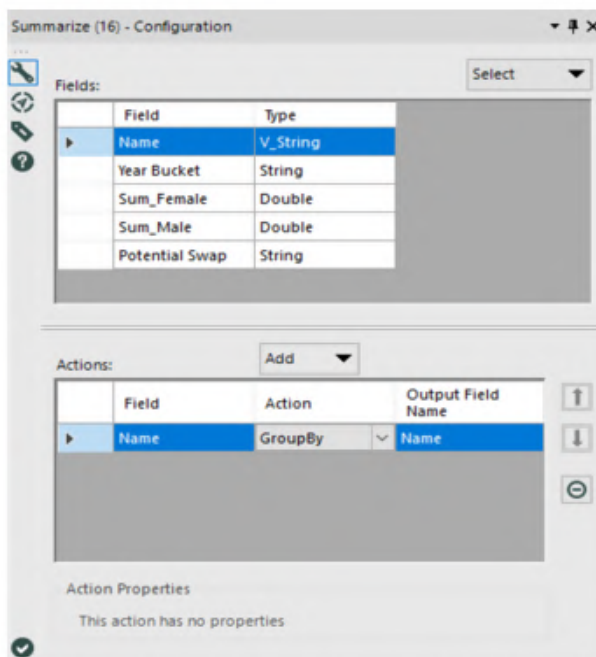 Summarize (16) - Configuration
Select
Fields:
Field Type
Name V_String
Year Bucket String
Sum_Female Double
Sum_Male Double
Potential Swap String
Add
Actions:
Field Action Output Field
Name
Name GroupBy Name
Action Properties
This action has no properties